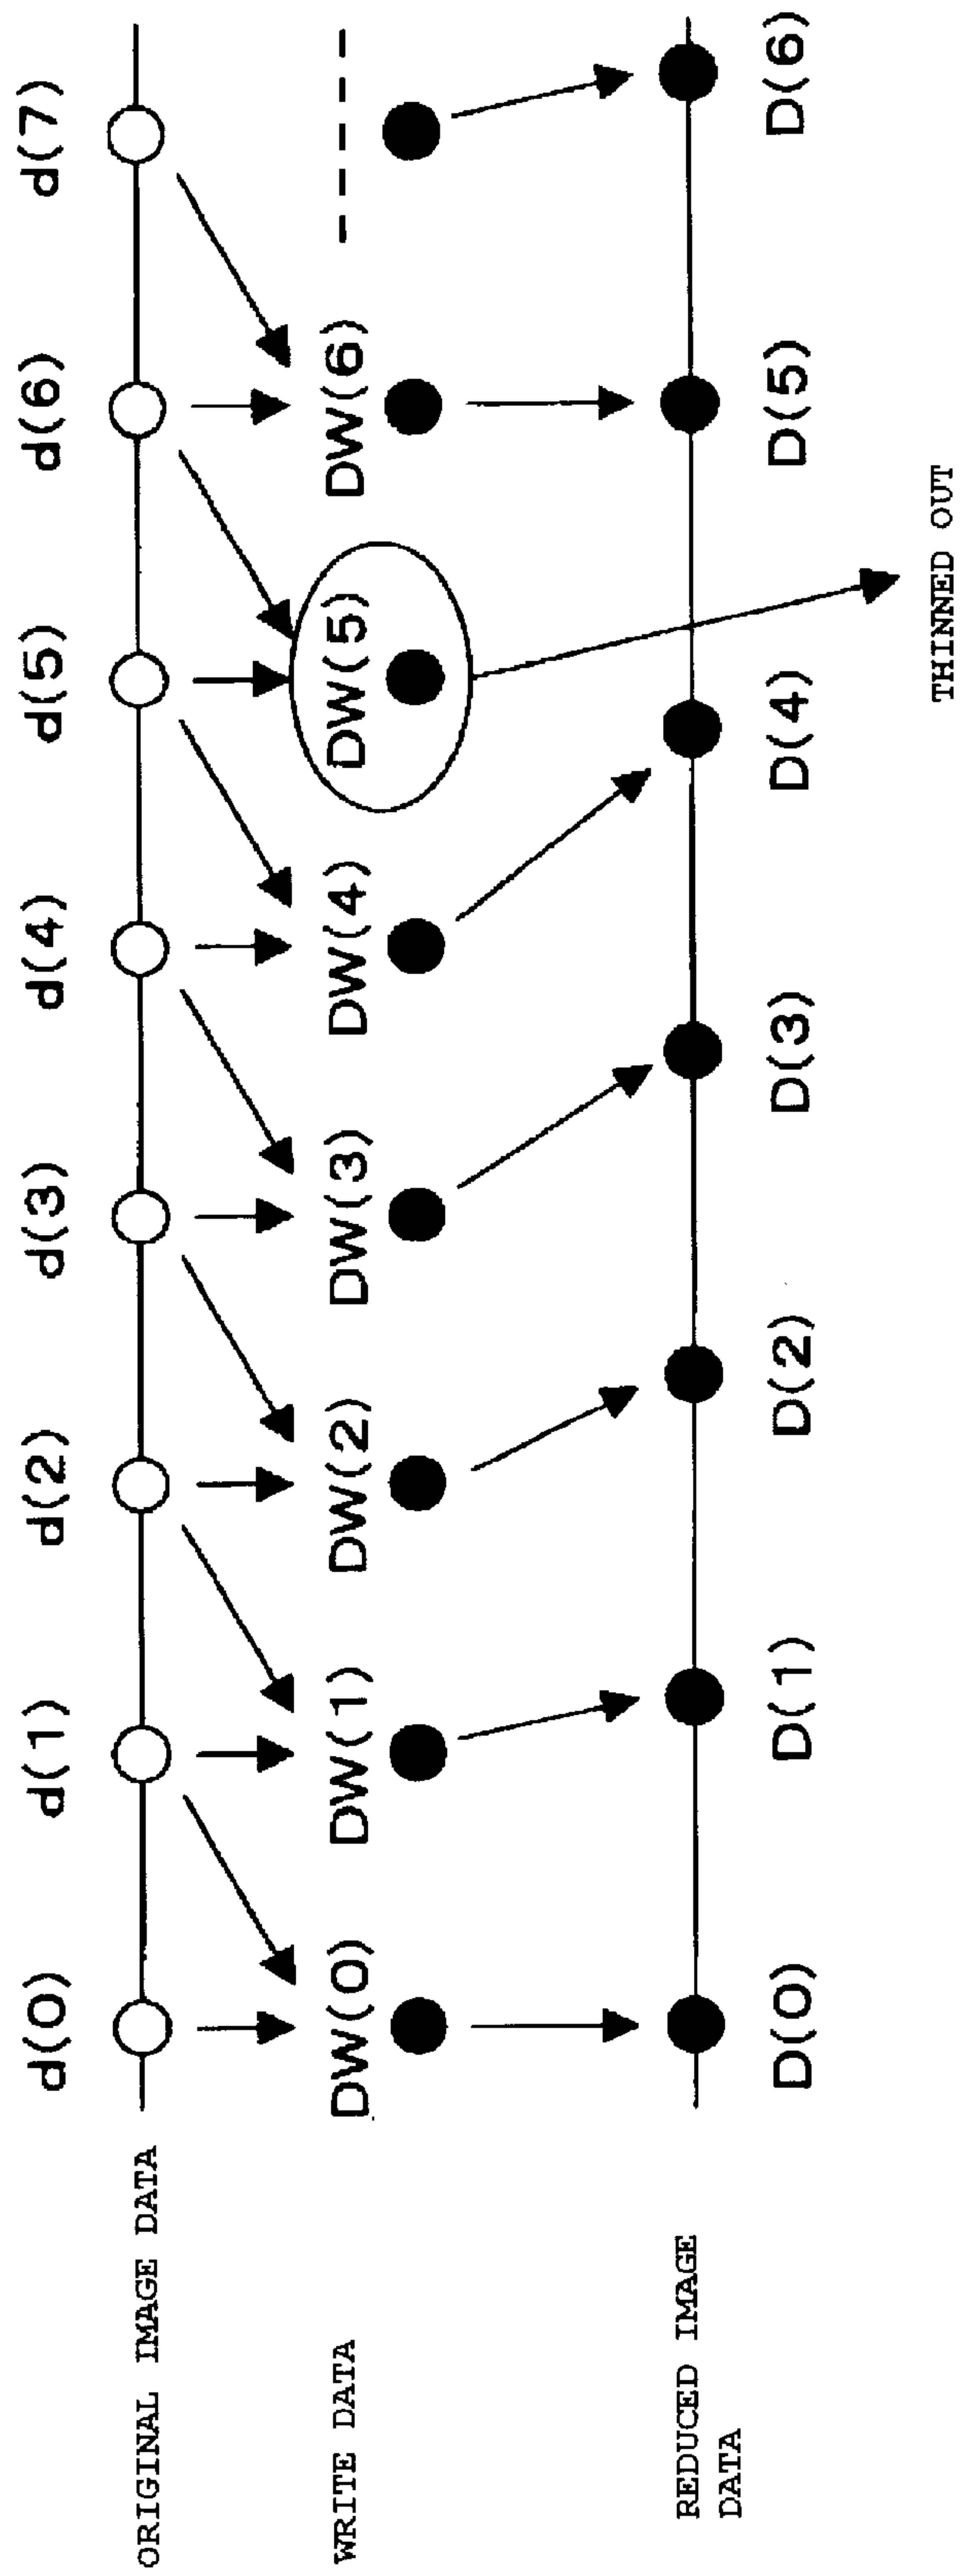 d(0) d(1) d(2) d(3) d(4) d(5) d(6) d(7)
ORIGINAL IMAGE DATA
WRITE DATA
DW(0) DW(1) DW(2) DW(3) DW(4) DW(5) DW(6)
REDUCED IMAGE
DATA
D(0) D(1) D(2) D(3) D(4) D(5) D(6)
THINNED OUT